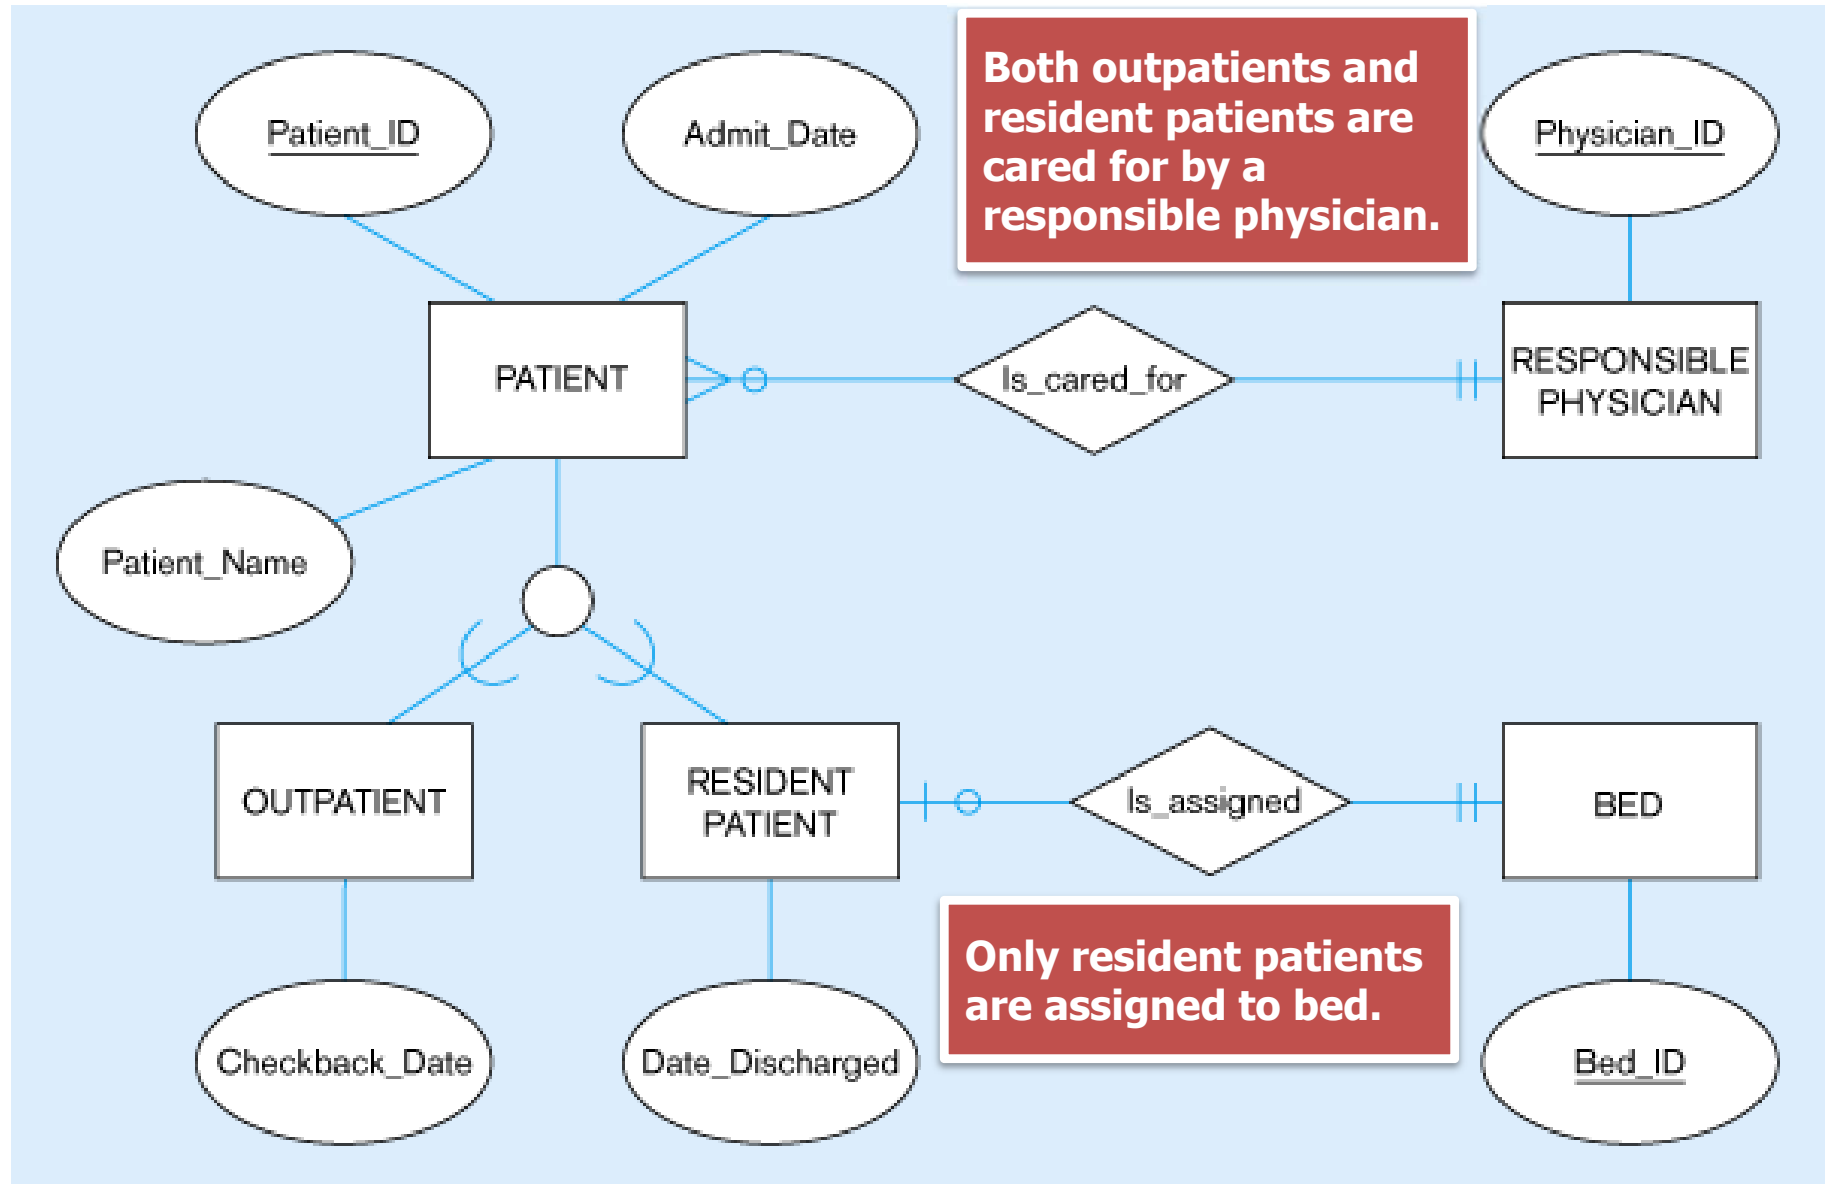 Both outpatients and
resident patients are
cared for by a
responsible physician.
Patient_ID
Admit_Date
Physician_ID
PATIENT
Is_cared_for
RESPONSIBLE
PHYSICIAN
Patient_Name
OUTPATIENT
RESIDENT
PATIENT
Is_assigned
BED
Only resident patients
are assigned to bed.
Checkback_Date
Date_Discharged
Bed_ID